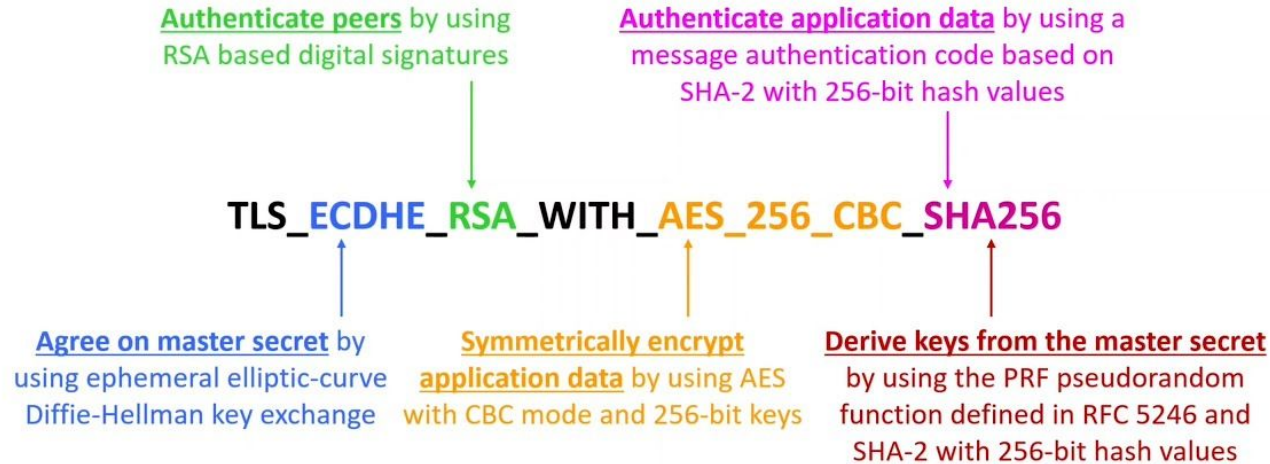 Authenticate peers by using
RSA based digital signatures
Authenticate application data by using a
message authentication code based on
SHA-2 with 256-bit hash values
TLS_ECDHE_RSA_WITH_AES_256_CBC_SHA256
Agree on master secret by
using ephemeral elliptic-curve
Diffie-Hellman key exchange
Symmetrically encrypt
application data by using AES
with CBC mode and 256-bit keys
Derive keys from the master secret
by using the PRF pseudorandom
function defined in RFC 5246 and
SHA-2 with 256-bit hash values